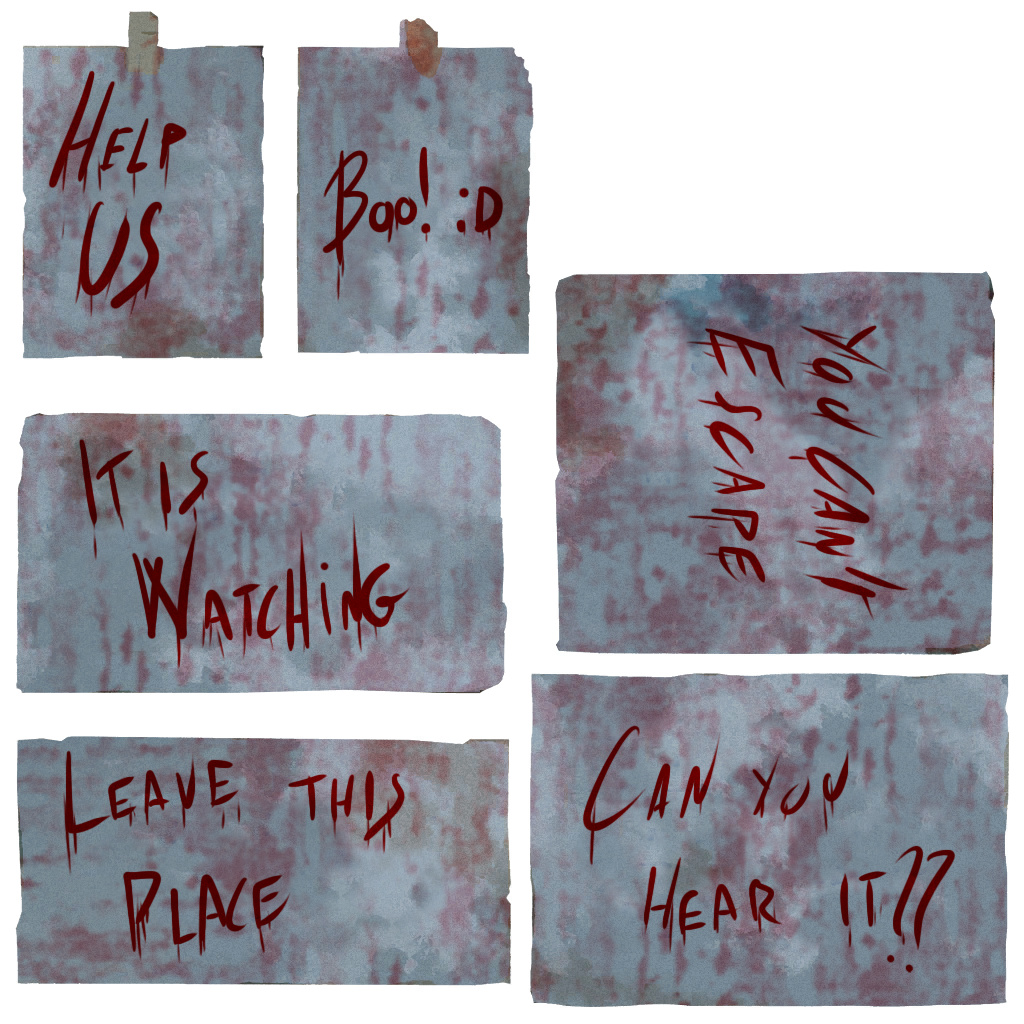 HELP
US
Boo! :D
You CAN't
ESCAPE
IT IS
WATCHiNG
LEAVE THIS
PLACE
CAN YOU
HEAR IT??